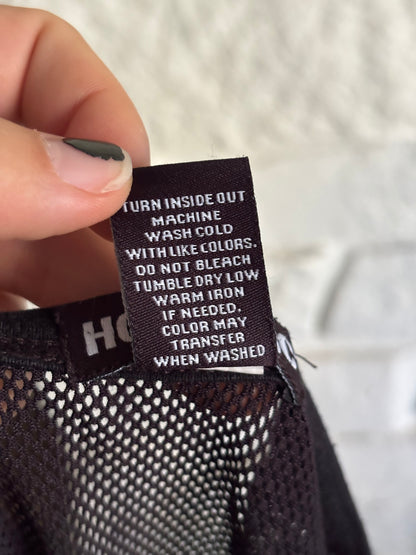 TURN INSIDE OUT
MACHINE
WASH COLD
WITH LIKE COLORS.
DO NOT BLEACH
TUMBLE DRY LOW
WARM IRON
IF NEEDED.
COLOR MAY
TRANSFER
WHEN WASHED